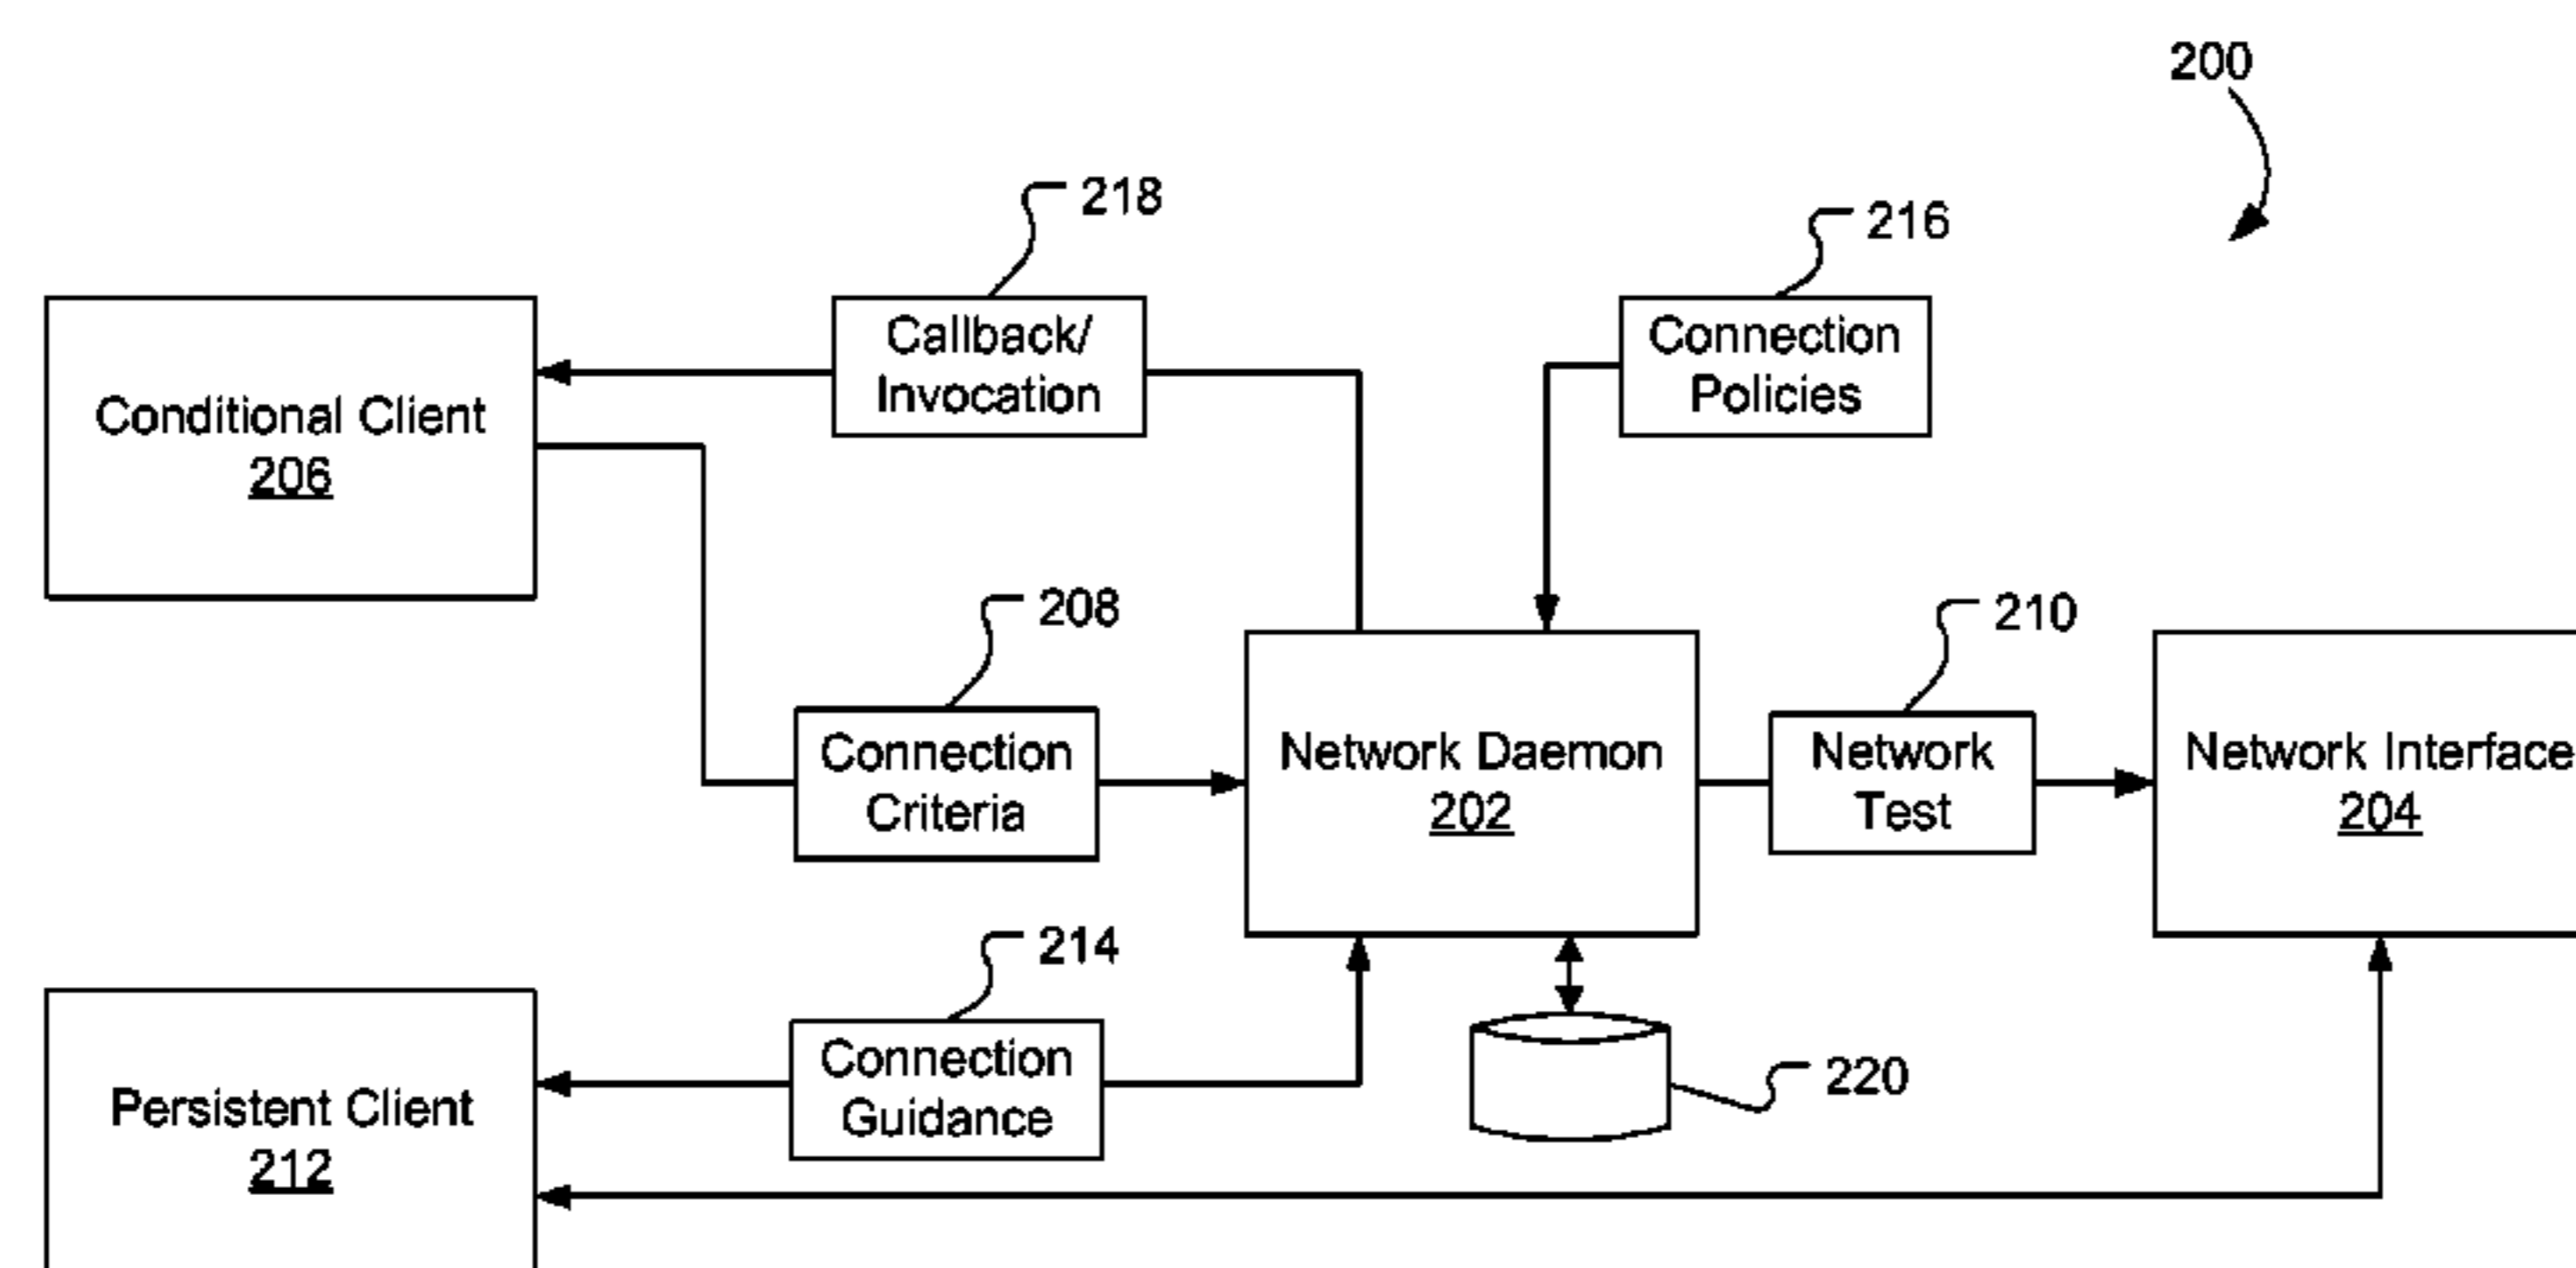 200
218
216
Callback/
Invocation
Connection
Policies
Conditional Client
206
208
210
Connection
Criteria
Network Daemon
202
Network
Test
Network Interface
204
214
Connection
Guidance
220
Persistent Client
212